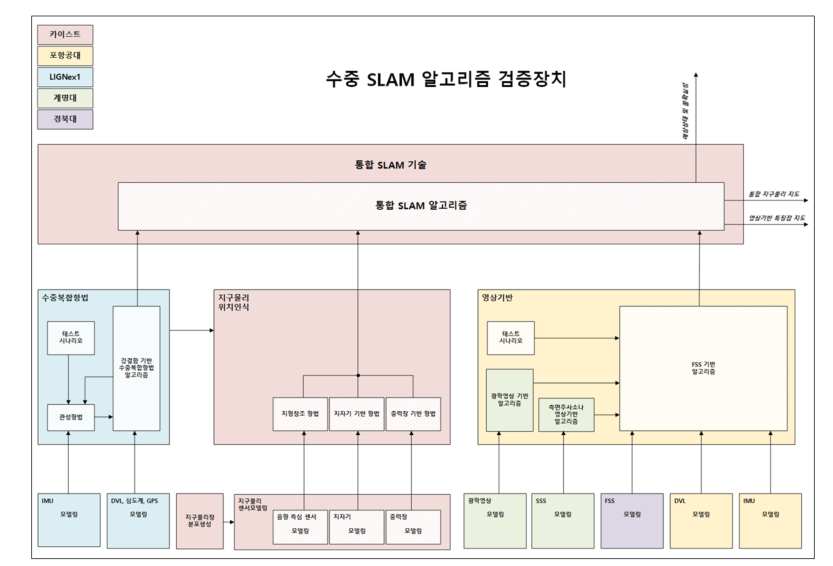 카이스트
포항공대
LIGNex1
계명대
경북대
수중 SLAM 알고리즘 검증장치
통합 SLAM 기술
통합 SLAM 알고리즘
통합 지구물리 지도
영상기반 특징점 지도
수중복합항법
테스트
시나리오
강결합 기반
수중복합항법
알고리즘
관성항법
지구물리
위치인식
지형참조 항법
지자기 기반 항법
중력장 기반 항법
영상기반
테스트
시나리오
광학영상 기반
알고리즘
측면주사소나
영상기반
알고리즘
FSS 기반
알고리즘
IMU
모델링
DVL, 심도계, GPS
모델링
지구물리장
분포생성
지구물리
센서모델링
음향 측심 센서
모델링
지자기
모델링
중력장
모델링
광학영상
모델링
SSS
모델링
FSS
모델링
DVL
모델링
IMU
모델링